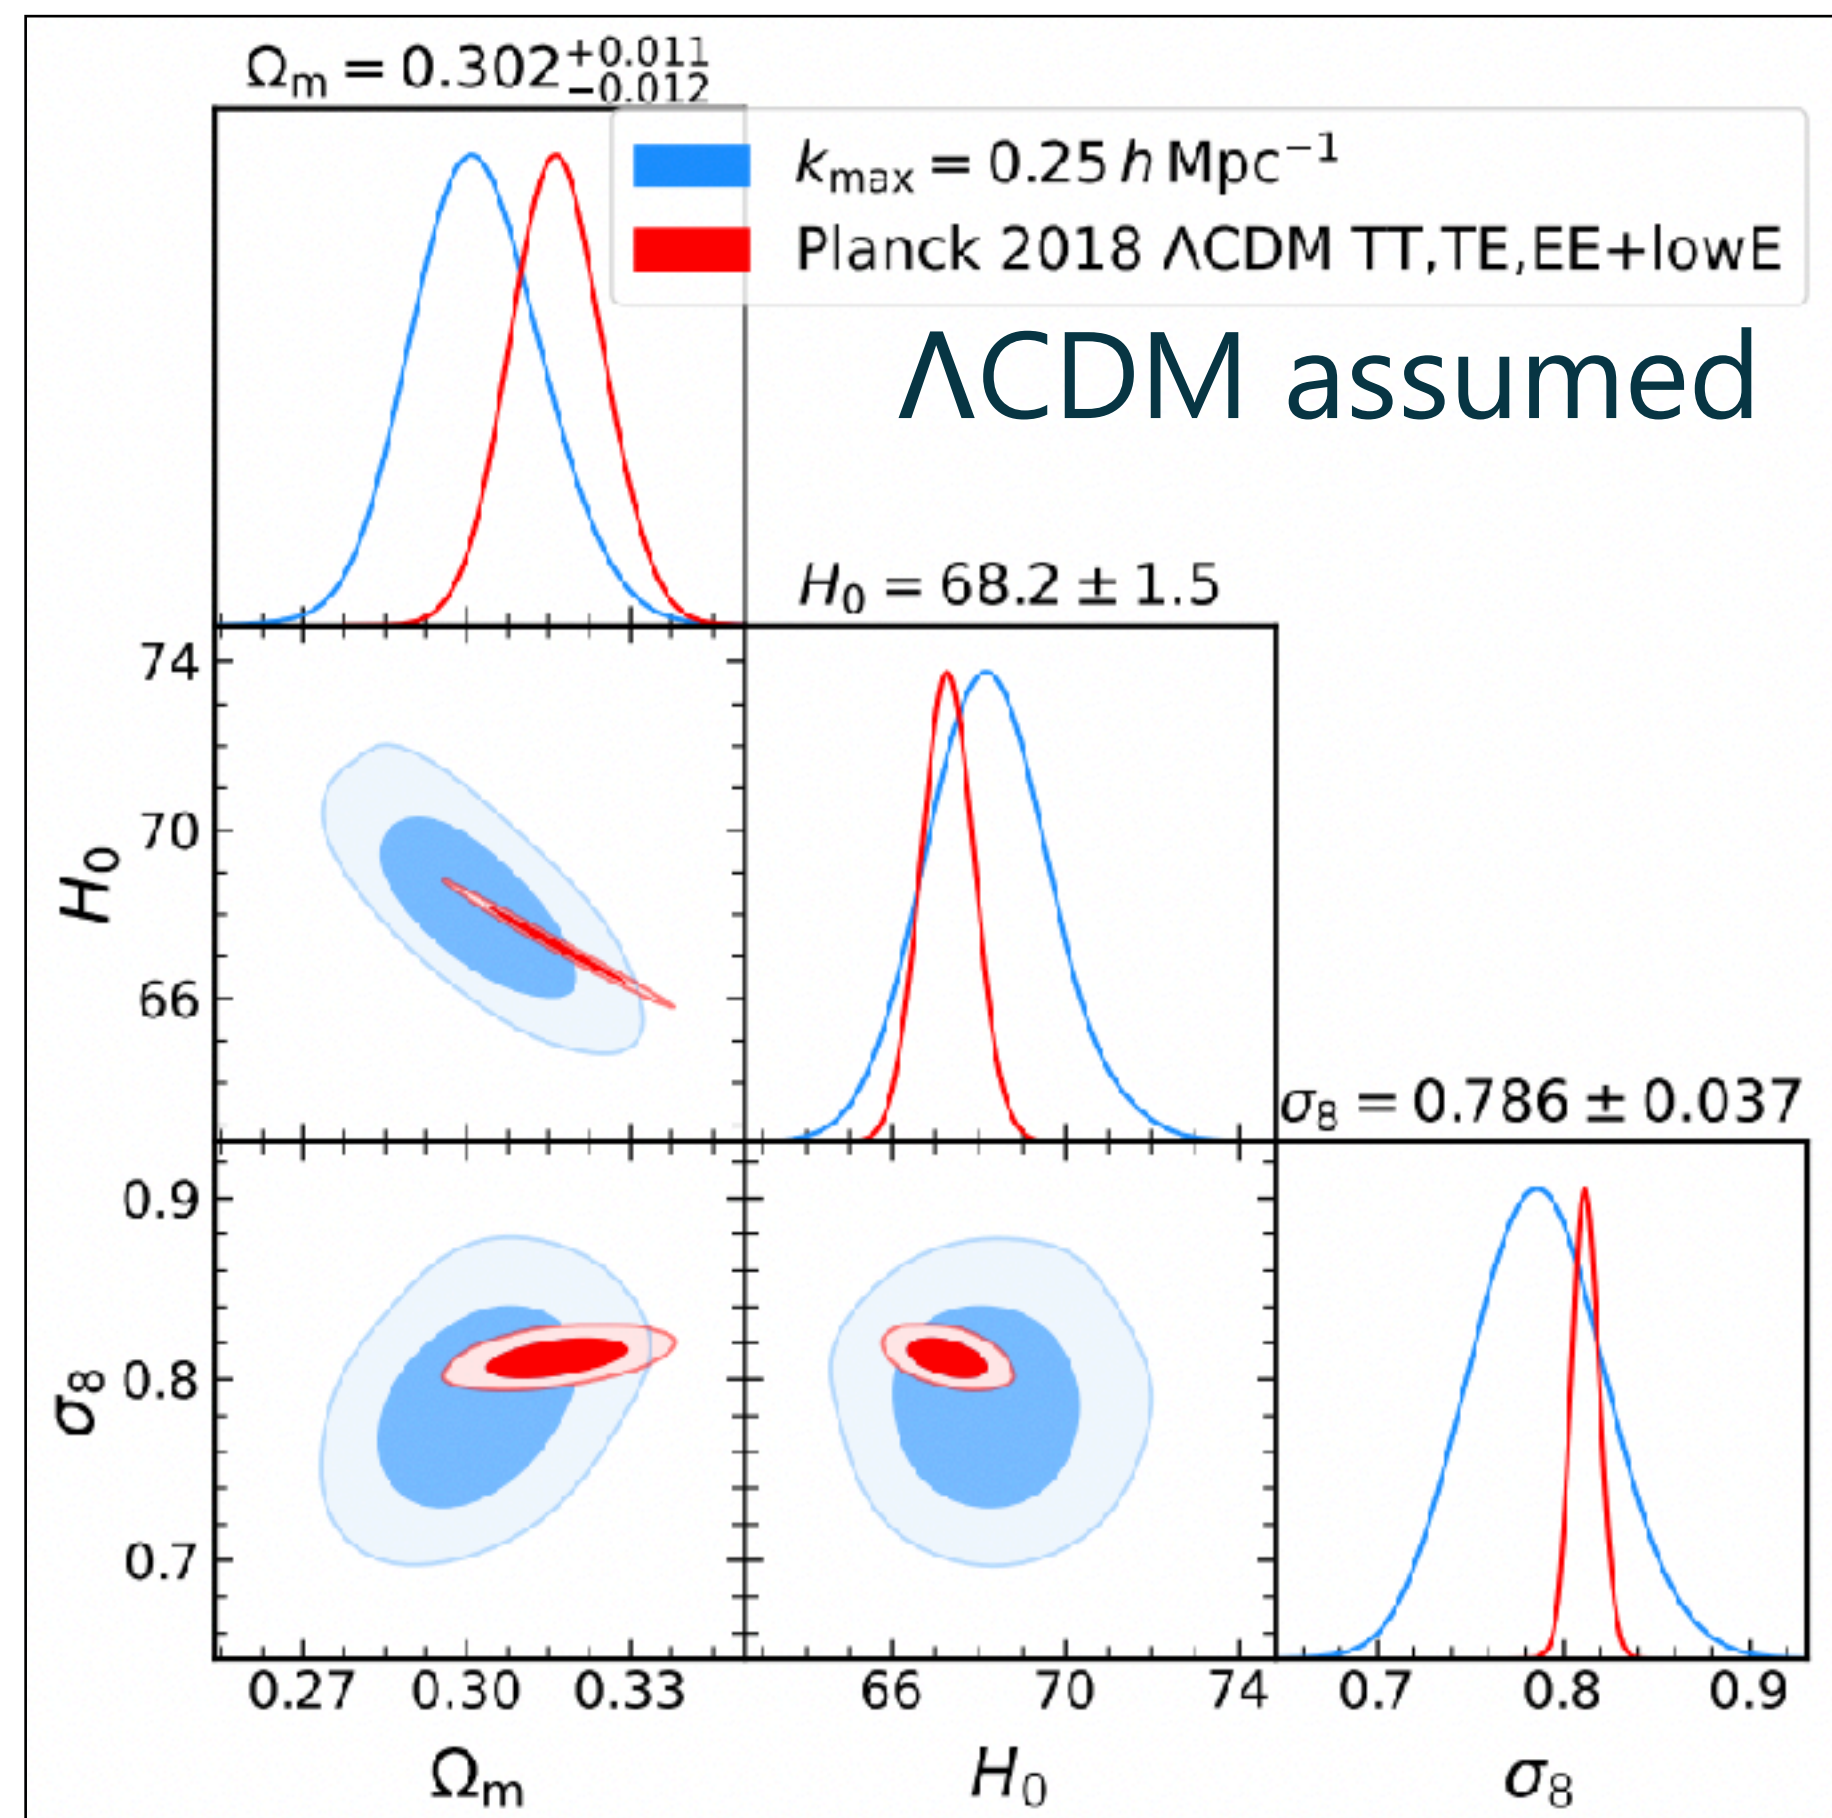 Ωm = 0.302 +0.011 −0.012
kmax = 0.25 h Mpc−1
Planck 2018 ΛCDM TT,TE,EE+lowE
ΛCDM assumed
H0 = 68.2 ± 1.5
74
70
66
H0
σ8 = 0.786 ± 0.037
0.9
0.8
0.7
σ8
0.27 0.30 0.33 66 70 74 0.7 0.8 0.9
Ωm H0 σ8